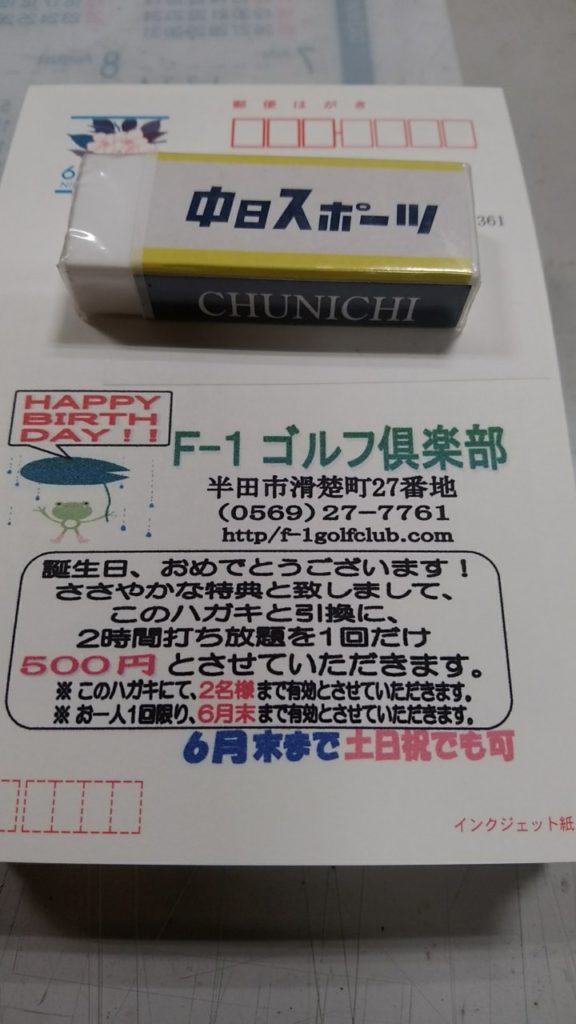 8
7
郵便はがき
6
361
中日スポーツ
CHUNICHI
HAPPY
BIRTH
DAY!!
F-1 ゴルフ倶楽部
半田市滑楚町27番地
(0569)27-7761
http/f-1golfclub.com
誕生日、おめでとうございます!
ささやかな特典と致しまして、
このハガキと引換に、
2時間打ち放題を1回だけ
500円とさせていただきます。
※ このハガキにて、2名様まで有効とさせていただきます。
※ お一人1回限り、6月末まで有効とさせていただきます。
6月末まで土日祝でも可
インクジェット紙